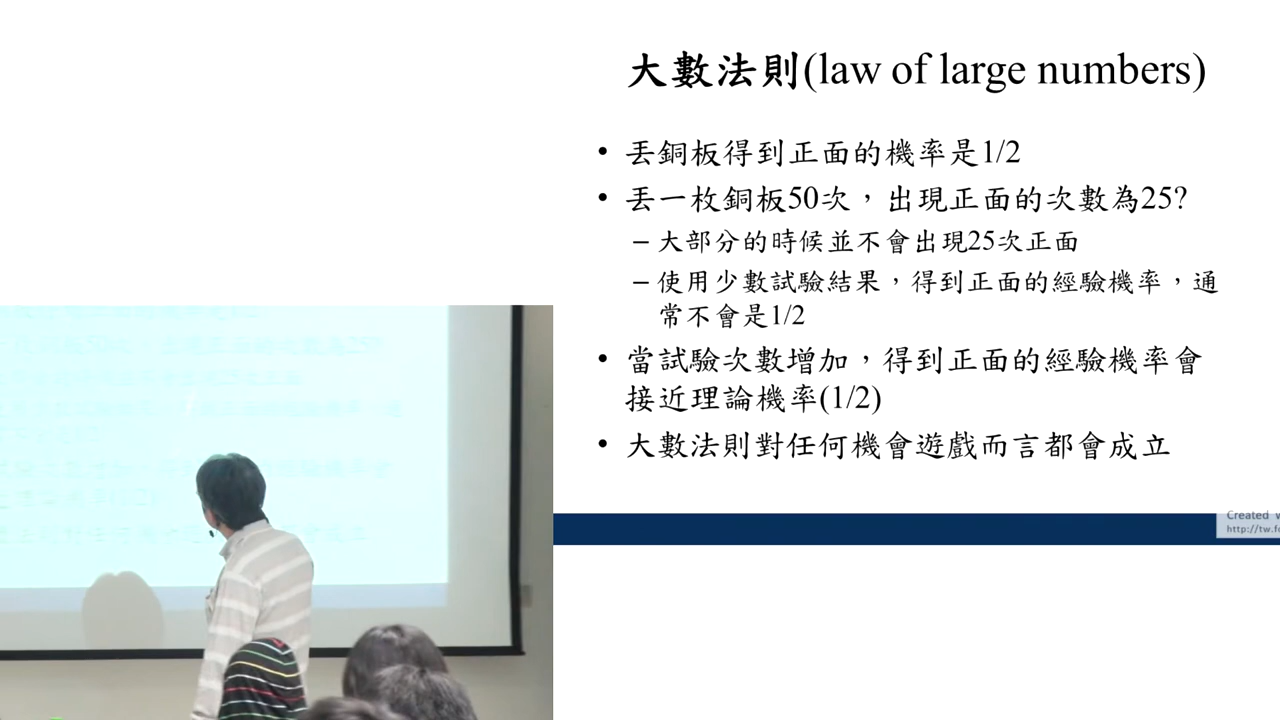 大數法則(law of large numbers)
• 丟銅板得到正面的機率是1/2
• 丟一枚銅板50次，出現正面的次數為25?
– 大部分的時候並不會出現25次正面
– 使用少數試驗結果，得到正面的經驗機率，通
常不會是1/2
• 當試驗次數增加，得到正面的經驗機率會
接近理論機率(1/2)
• 大數法則對任何機會遊戲而言都會成立
Created
http://tw.fo